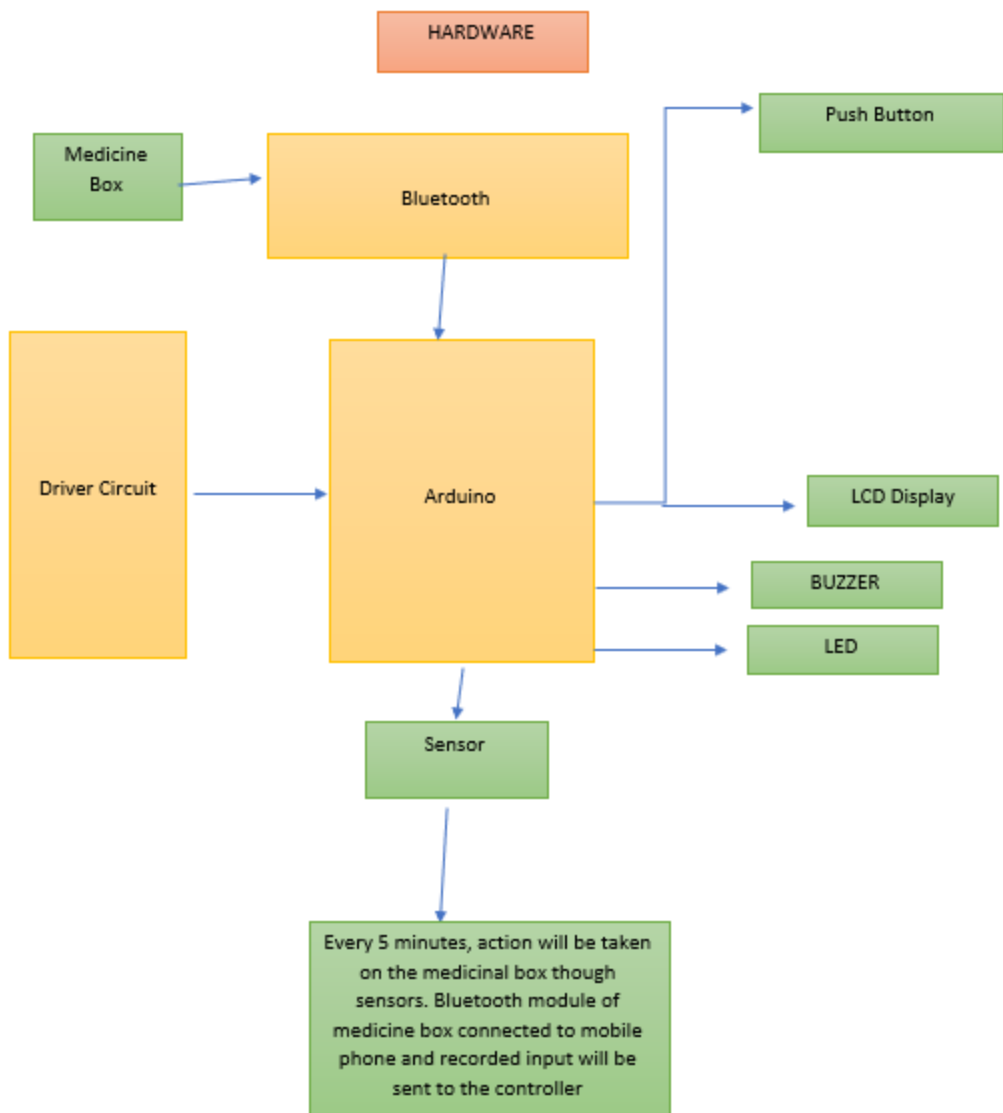 HARDWARE
Push Button
Medicine
Box
Bluetooth
Driver Circuit
Arduino
LCD Display
BUZZER
LED
Sensor
Every 5 minutes, action will be taken
on the medicinal box though
sensors. Bluetooth module of
medicine box connected to mobile
phone and recorded input will be
sent to the controller